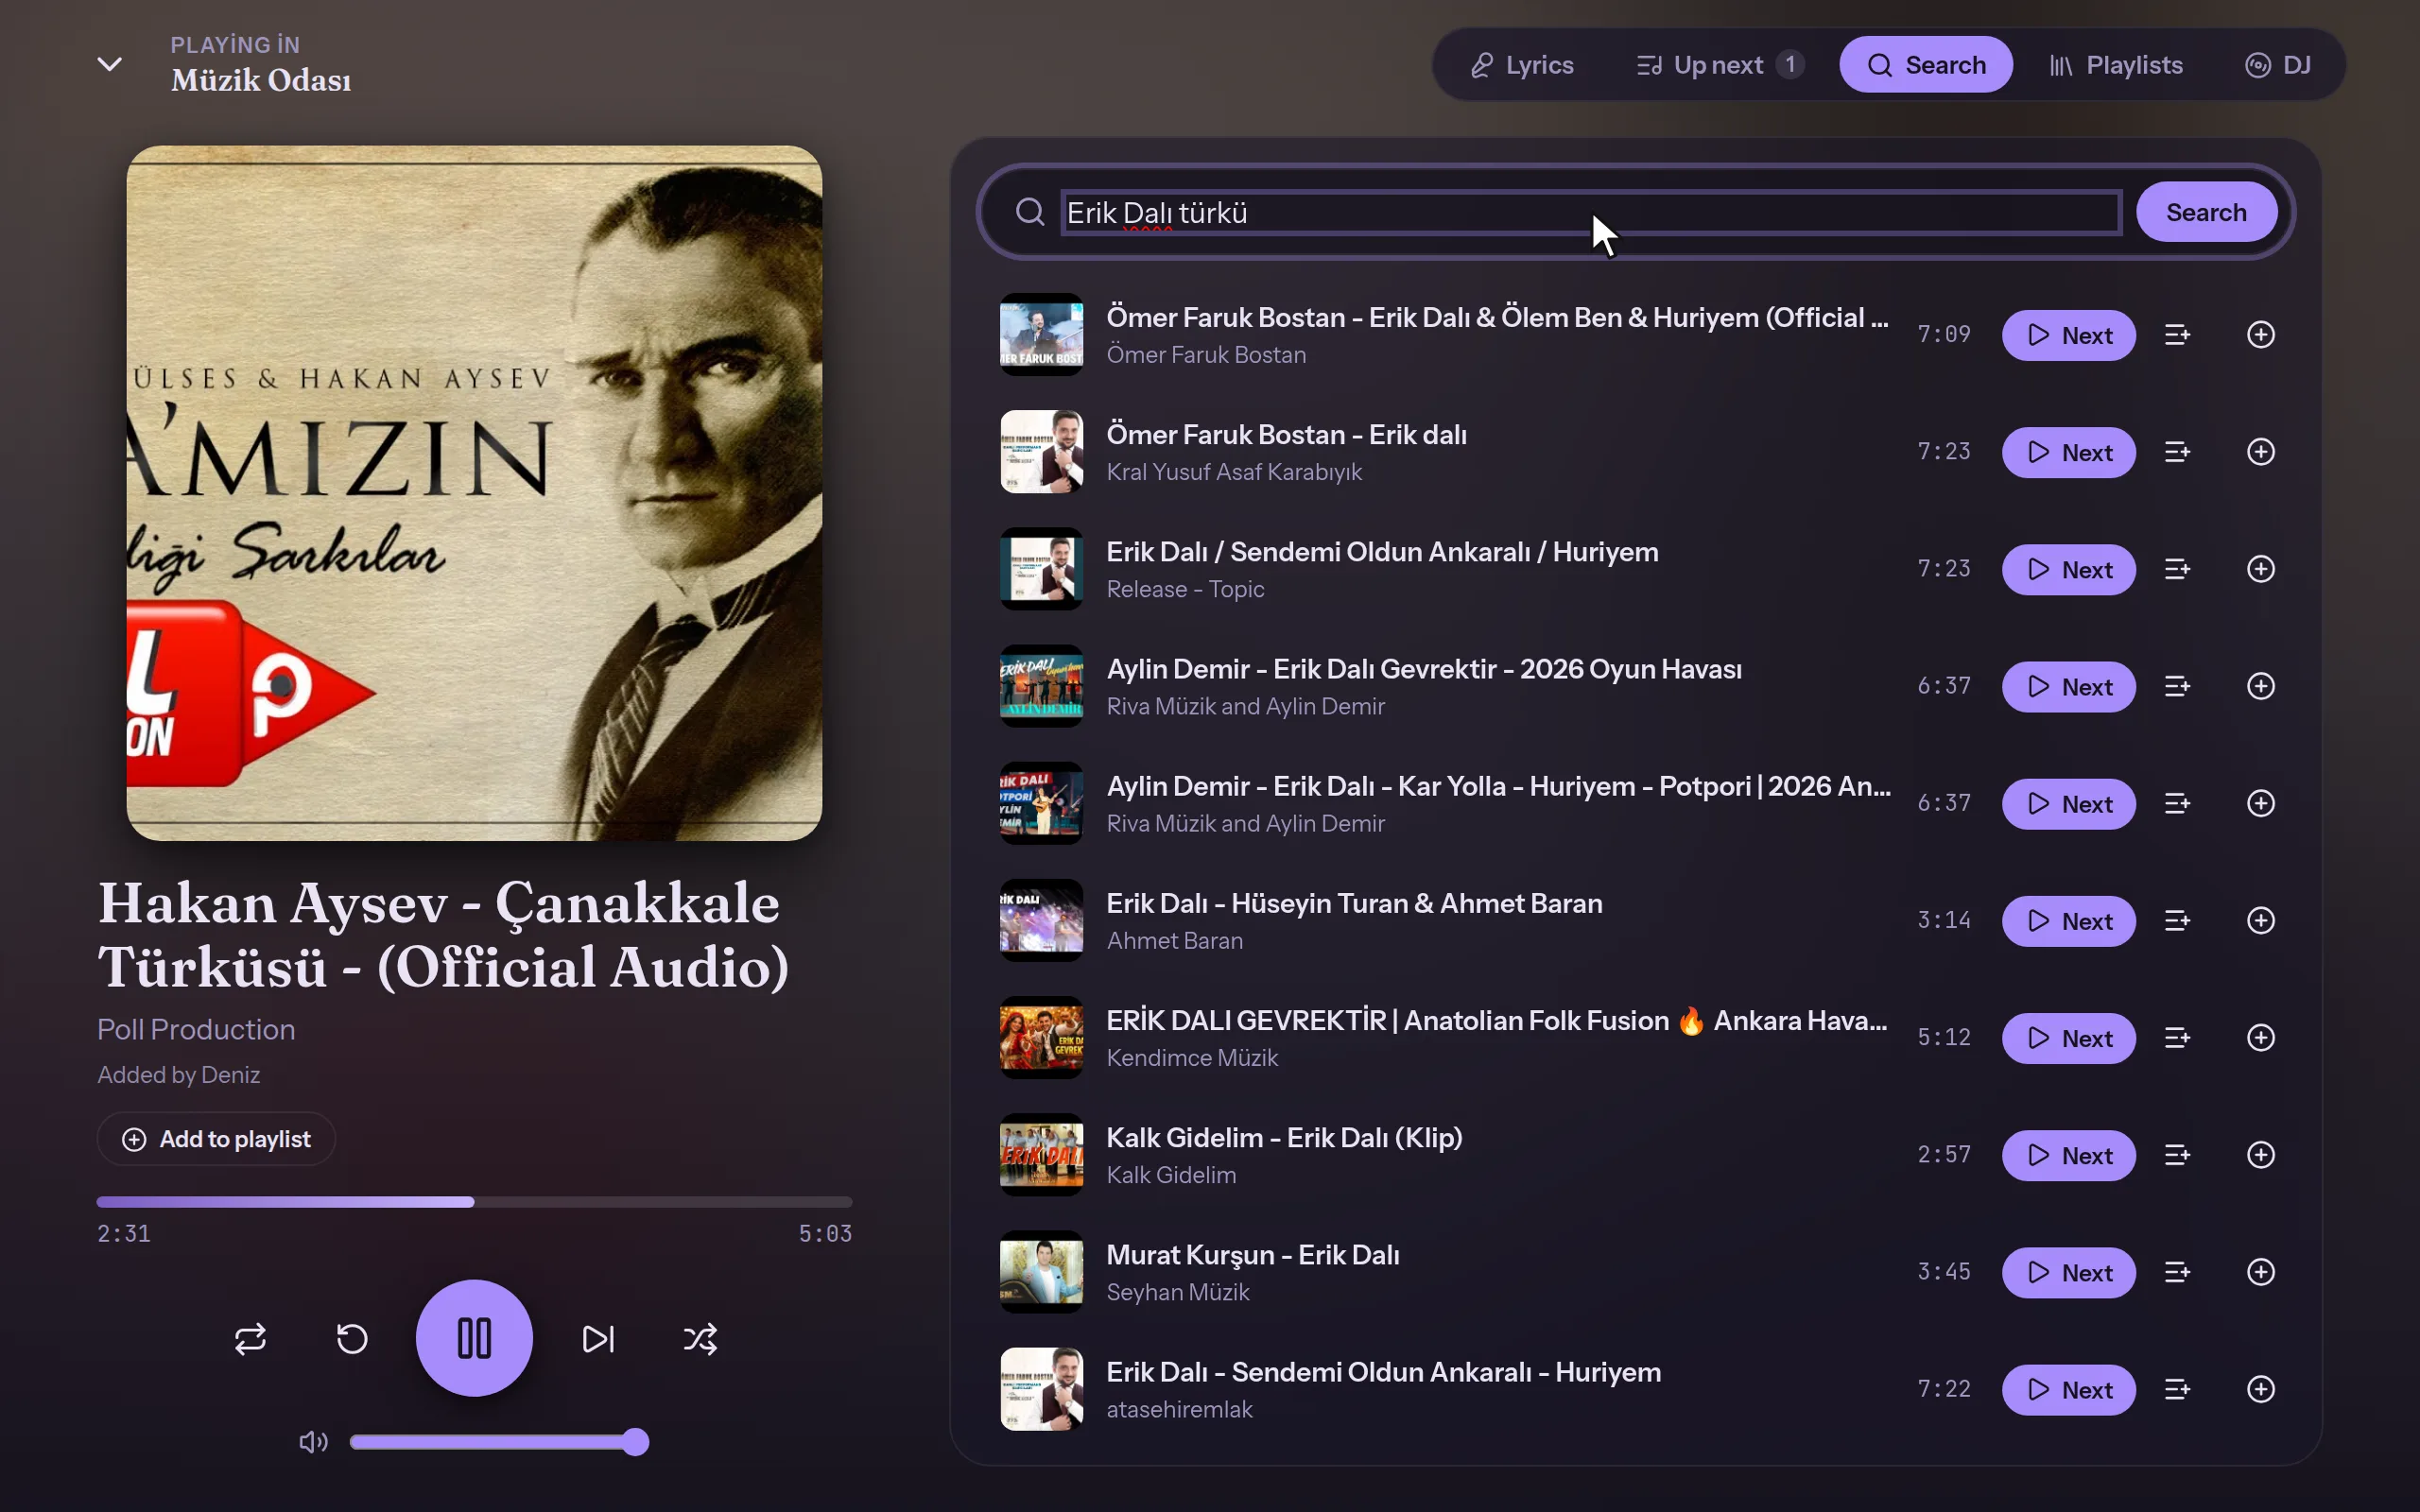 PLAYİNG İN
Müzik Odası
Lyrics
Up next 1
Search
Playlists
DJ
ÜLSES & HAKAN AYSEV
A'MIZIN
liği Şarkılar
L
ON
Hakan Aysev - Çanakkale
Türküsü - (Official Audio)
Poll Production
Added by Deniz
Add to playlist
2:31
5:03
Erik Dalı türkü
Search
Ömer Faruk Bostan - Erik Dalı & Ölem Ben & Huriyem (Official ...
Ömer Faruk Bostan
7:09
Next
Ömer Faruk Bostan - Erik dalı
Kral Yusuf Asaf Karabıyık
7:23
Next
Erik Dalı / Sendemi Oldun Ankaralı / Huriyem
Release - Topic
7:23
Next
Aylin Demir - Erik Dalı Gevrektir - 2026 Oyun Havası
Riva Müzik and Aylin Demir
6:37
Next
Aylin Demir - Erik Dalı - Kar Yolla - Huriyem - Potpori | 2026 An...
Riva Müzik and Aylin Demir
6:37
Next
Erik Dalı - Hüseyin Turan & Ahmet Baran
Ahmet Baran
3:14
Next
ERİK DALI GEVREKTİR | Anatolian Folk Fusion 🔥 Ankara Hava...
Kendimce Müzik
5:12
Next
Kalk Gidelim - Erik Dalı (Klip)
Kalk Gidelim
2:57
Next
Murat Kurşun - Erik Dalı
Seyhan Müzik
3:45
Next
Erik Dalı - Sendemi Oldun Ankaralı - Huriyem
atasehiremlak
7:22
Next